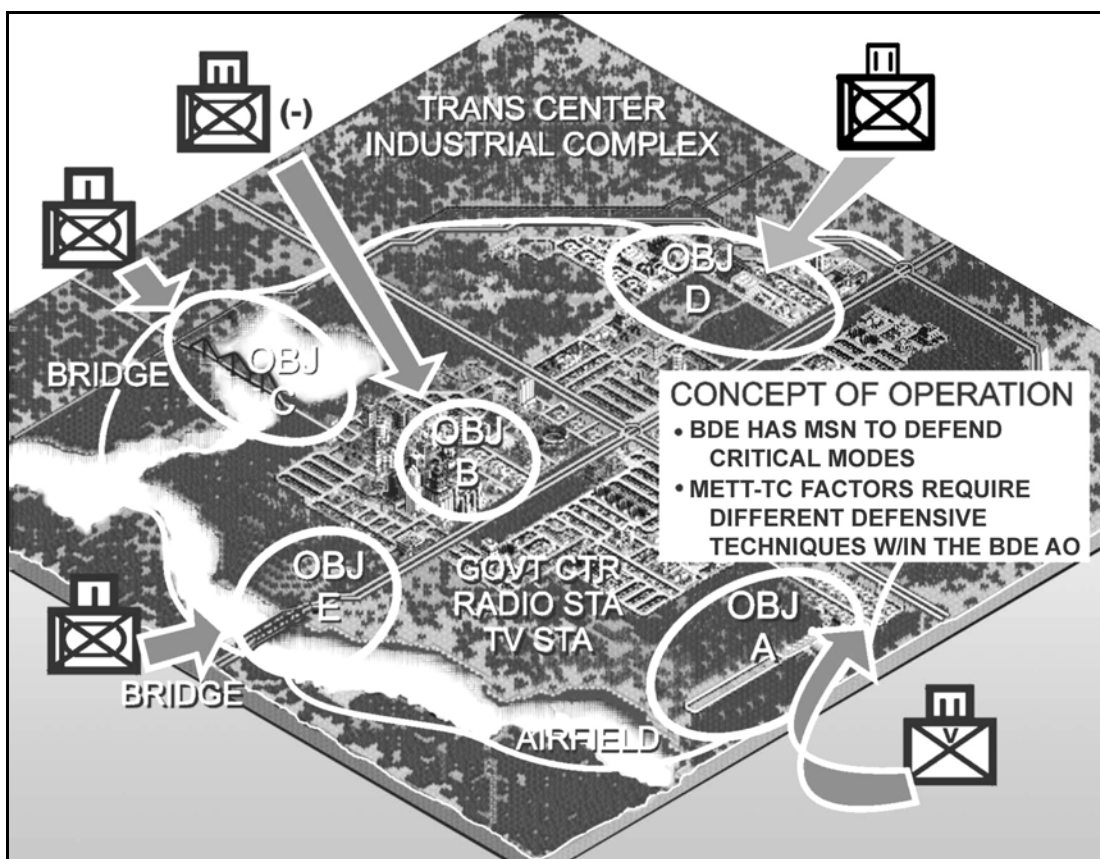 (-)
TRANS CENTER
INDUSTRIAL COMPLEX
OBJ
D
BRIDGE
OBJ
C
OBJ
B
CONCEPT OF OPERATION
• BDE HAS MSN TO DEFEND
CRITICAL MODES
• METT-TC FACTORS REQUIRE
DIFFERENT DEFENSIVE
TECHNIQUES W/IN THE BDE AO
OBJ
E
GOVT CTR
RADIO STA
TV STA
OBJ
A
BRIDGE
AIRFIELD
V